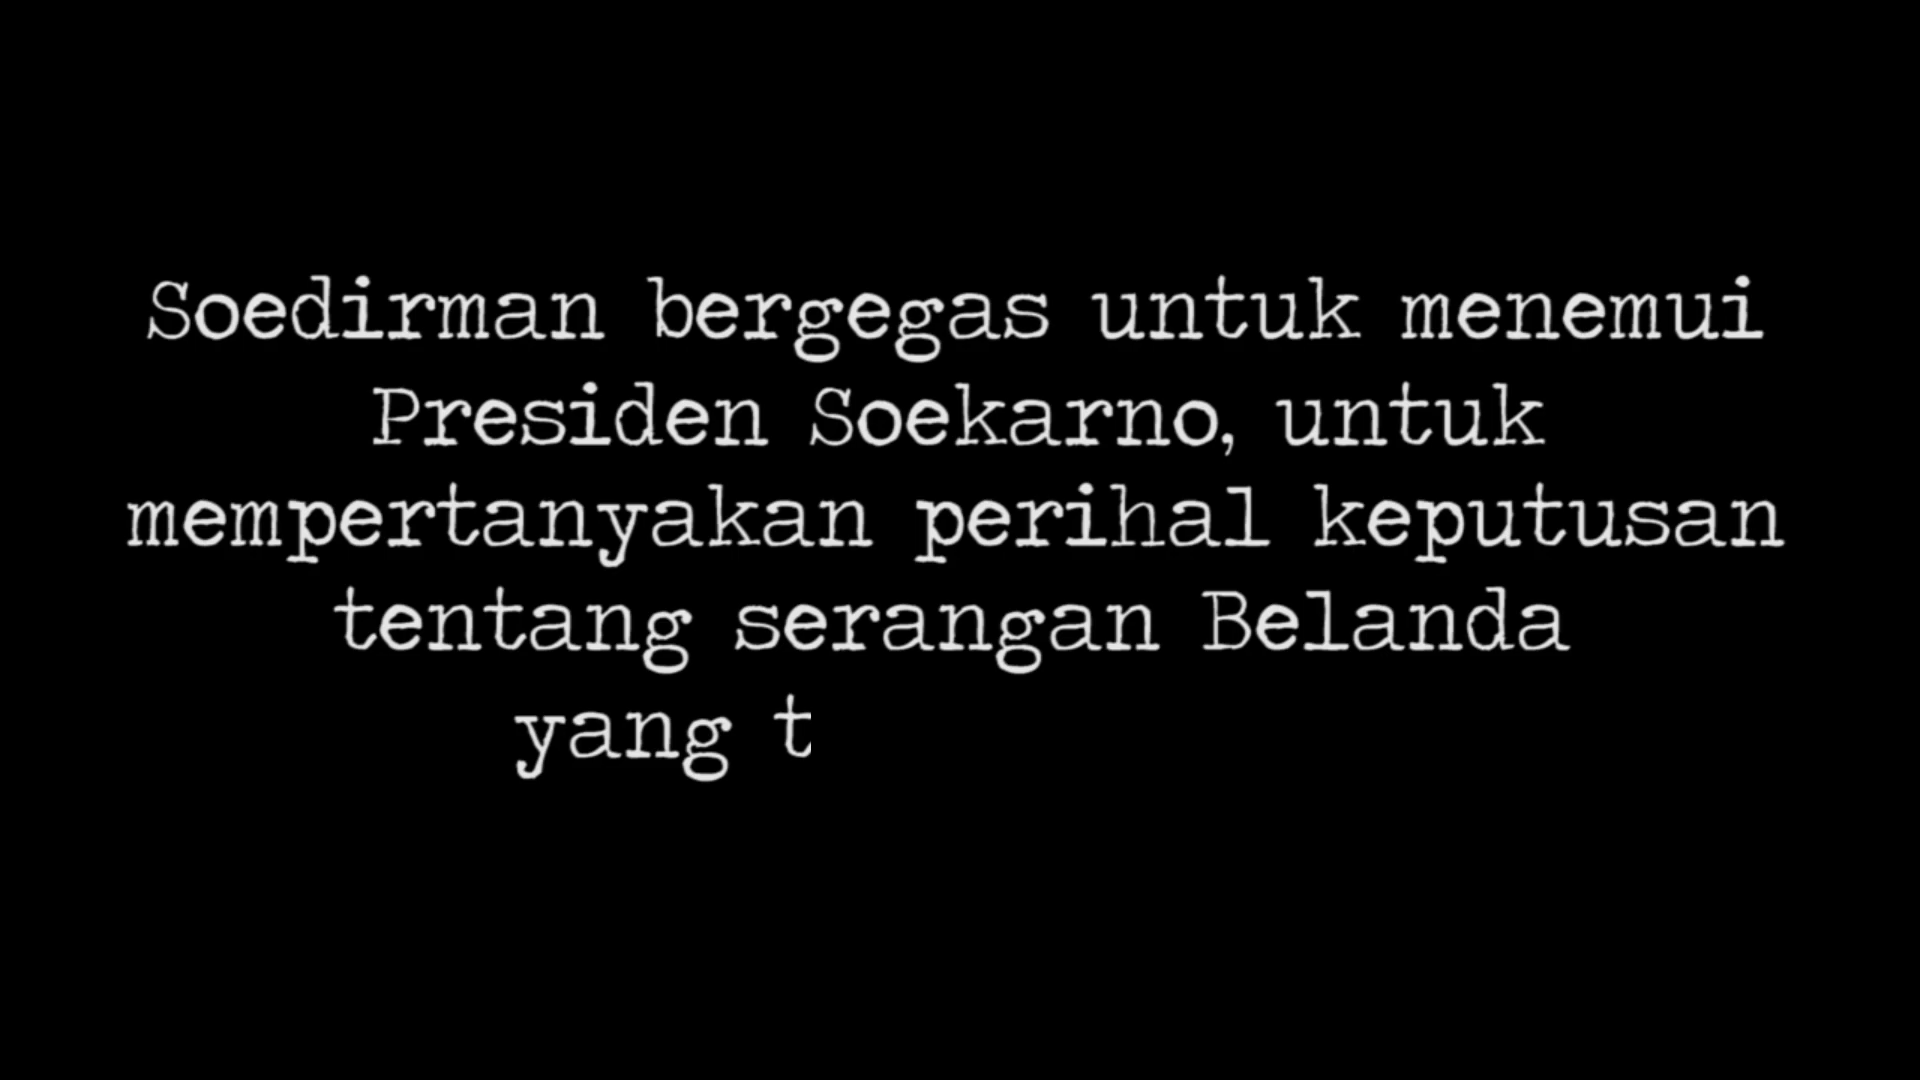 Soedirman bergegas untuk menemui
Presiden Soekarno, untuk
mempertanyakan perihal keputusan
tentang serangan Belanda
yang t